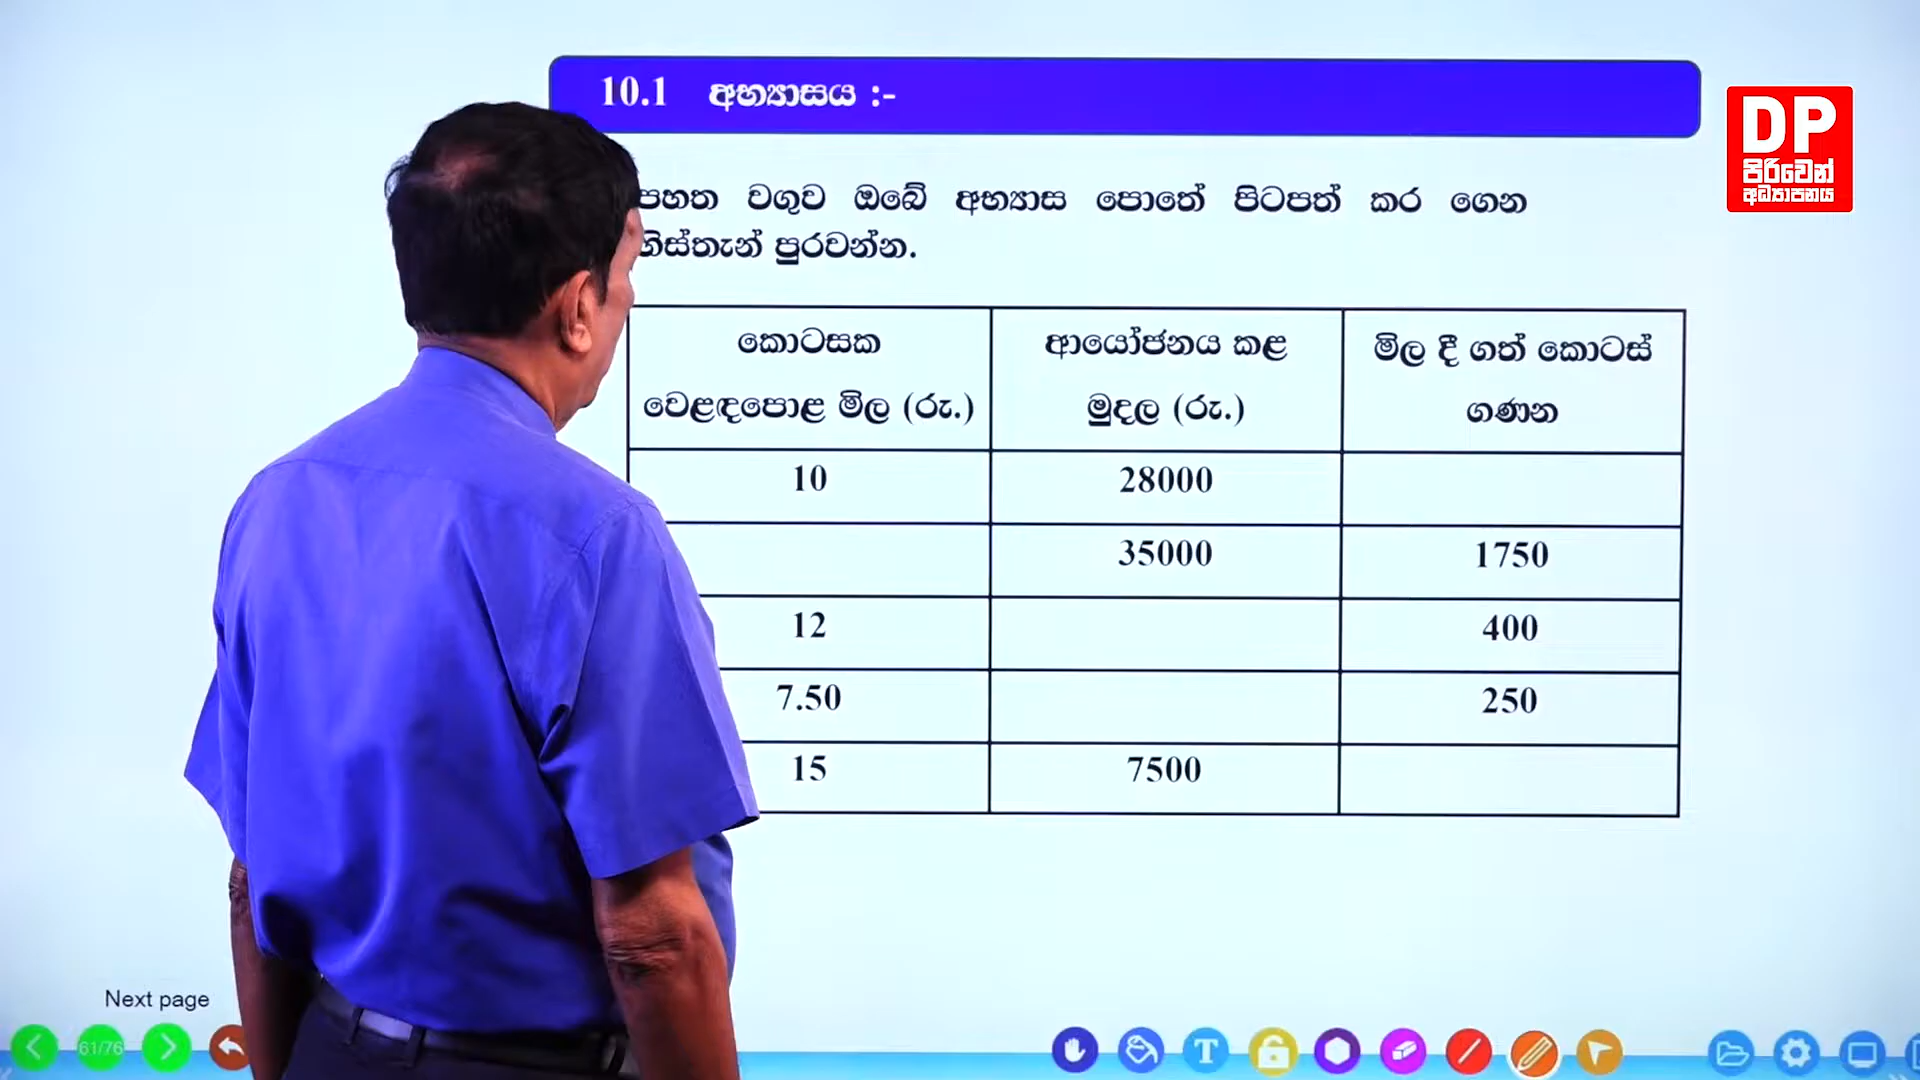 10.1 අභ්‍යාසය :-
DP
පිරිවෙන්
අධ්‍යාපනය
පහත වගුව ඔබේ අභ්‍යාස පොතේ පිටපත් කර ගෙන
පුරවන්න.
කොටසක වෙළඳපොළ මිල (රු.)
ආයෝජනය කළ මුදල (රු.)
මිල දී ගත් කොටස් ගණන
10 28000
35000 1750
12 400
7.50 250
15 7500
Next page
61/76
T